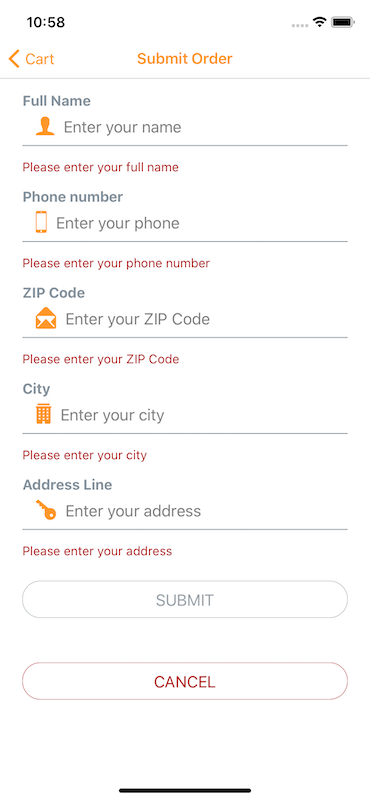 10:58
Cart
Submit Order
Full Name
Enter your name
Please enter your full name
Phone number
Enter your phone
Please enter your phone number
ZIP Code
Enter your ZIP Code
Please enter your ZIP Code
City
Enter your city
Please enter your city
Address Line
Enter your address
Please enter your address
SUBMIT
CANCEL